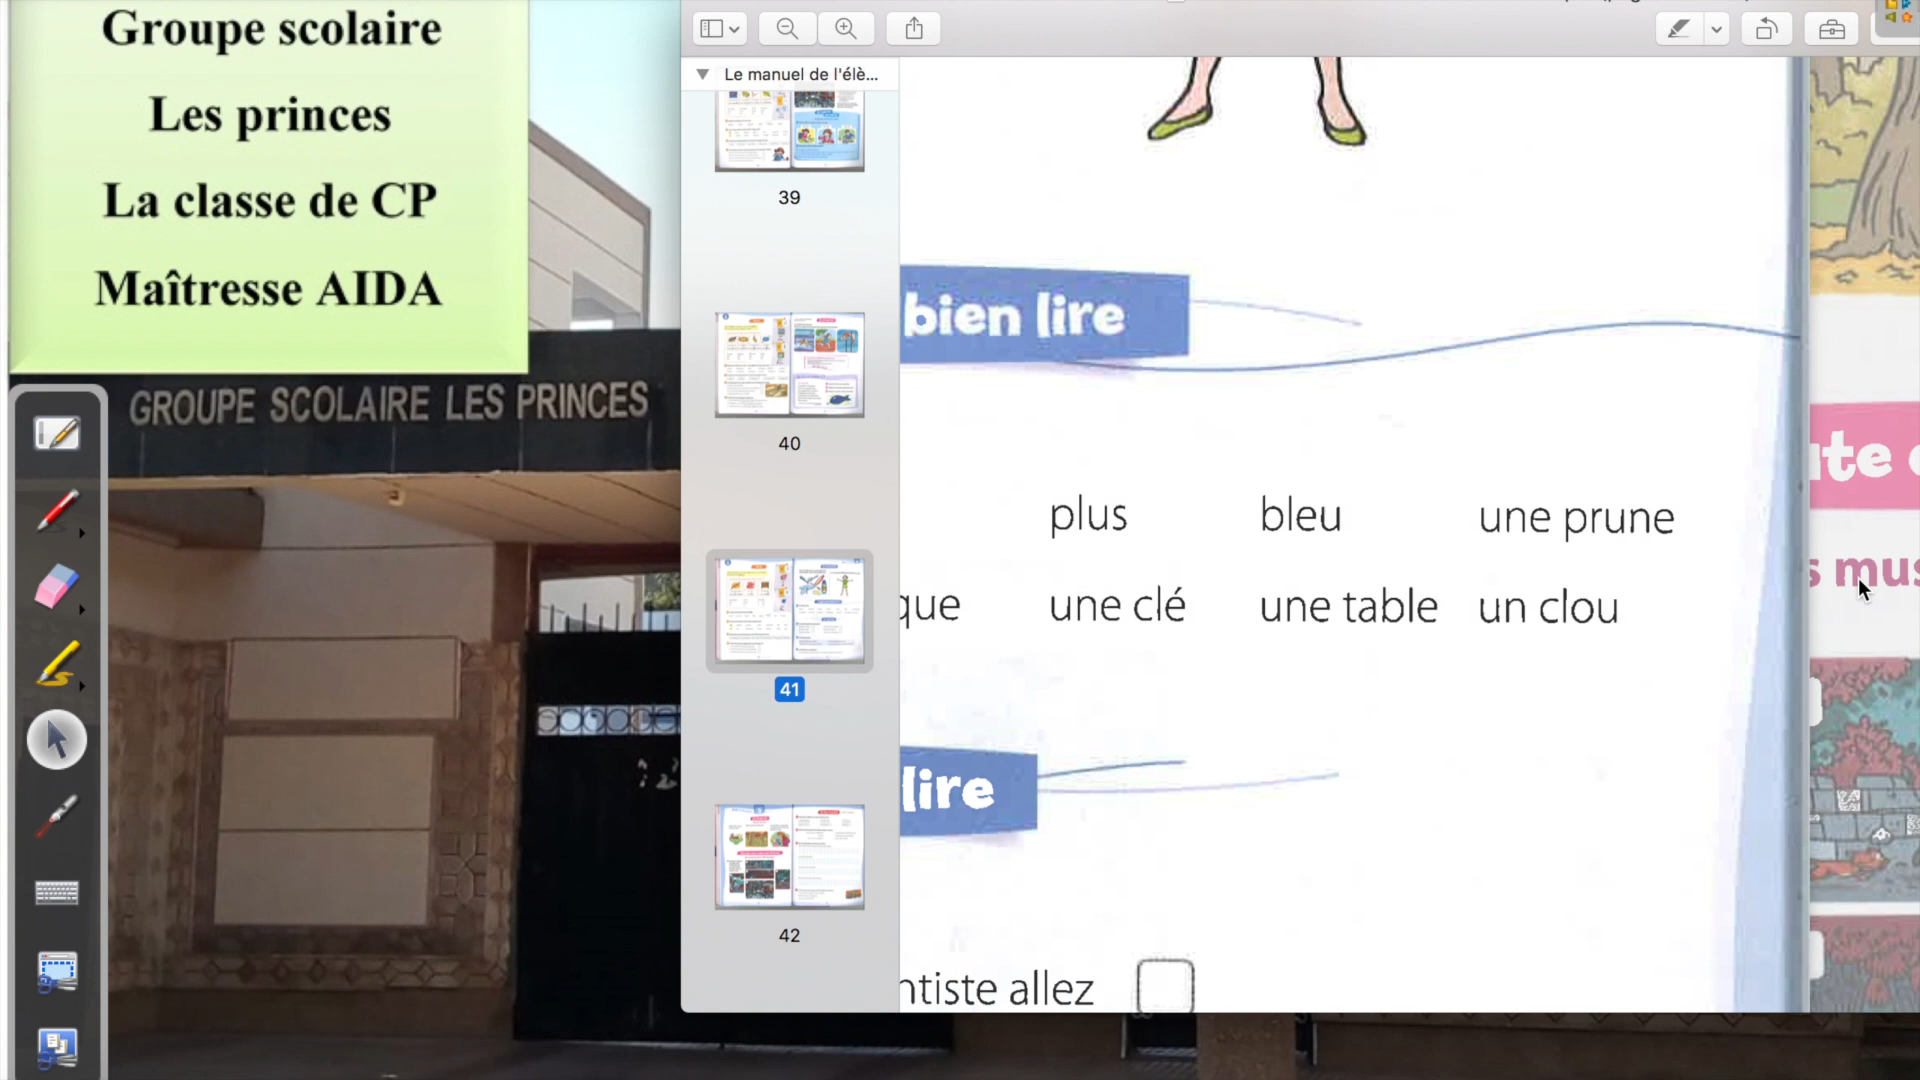 Groupe scolaire
Les princes
La classe de CP
Maîtresse AIDA
GROUPE SCOLAIRE LES PRINCES
Le manuel de l'élè...
39
40
41
42
bien lire
plus bleu une prune
que une clé une table un clou
lire
ntiste allez
s mus